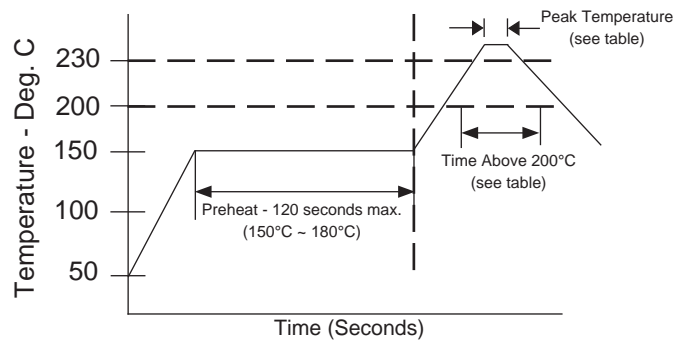 Peak Temperature
(see table)
230
200
150
100
50
Temperature - Deg. C
Time Above 200°C
(see table)
Preheat - 120 seconds max.
(150°C ~ 180°C)
Time (Seconds)